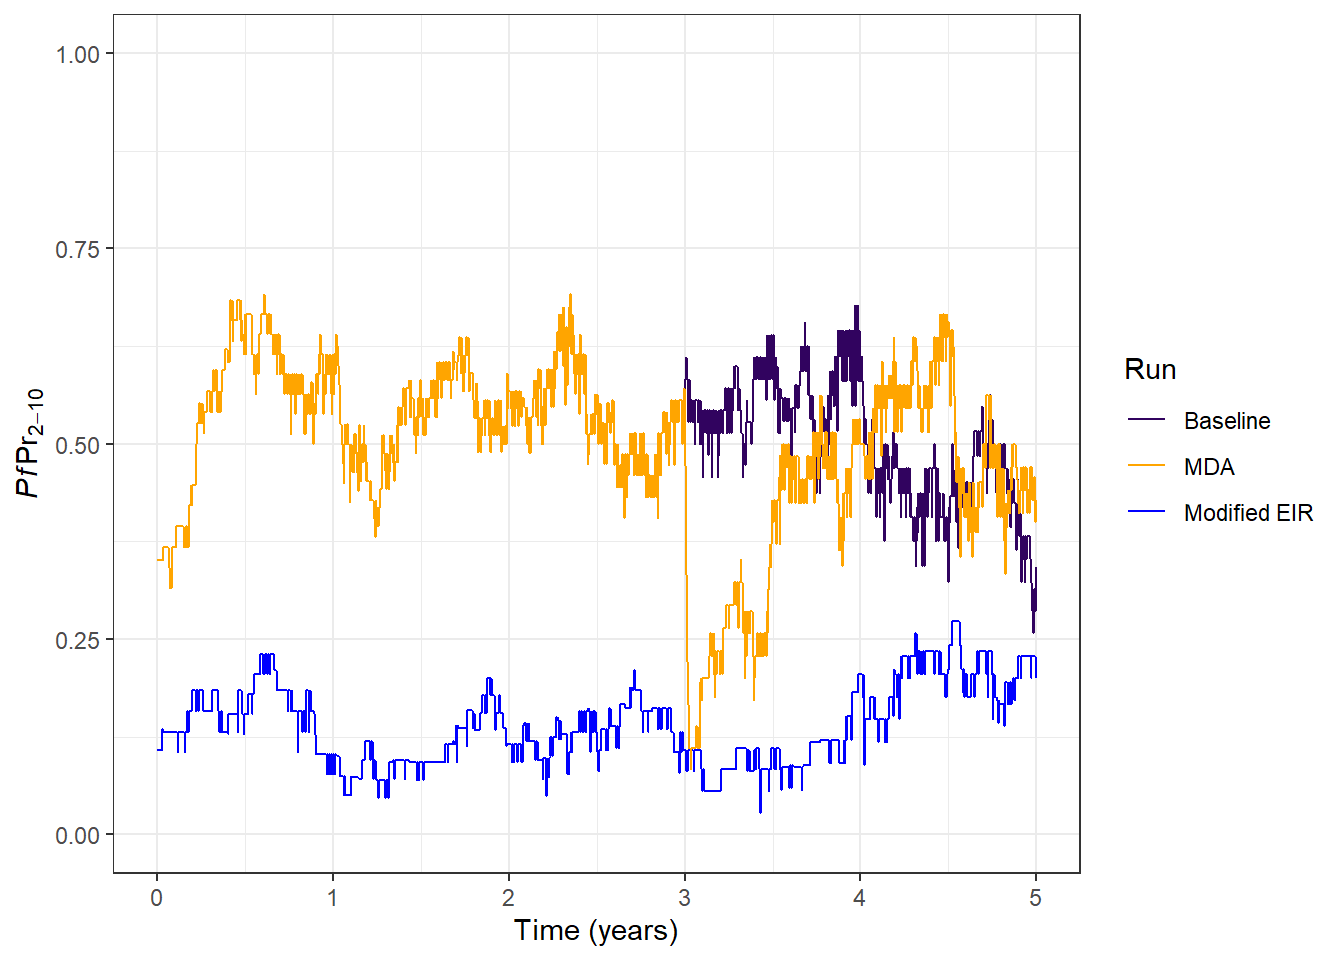 1.00
0.75
0.50
0.25
0.00
PfPr2−10
0 1 2 3 4 5
Time (years)
Run
Baseline
MDA
Modified EIR